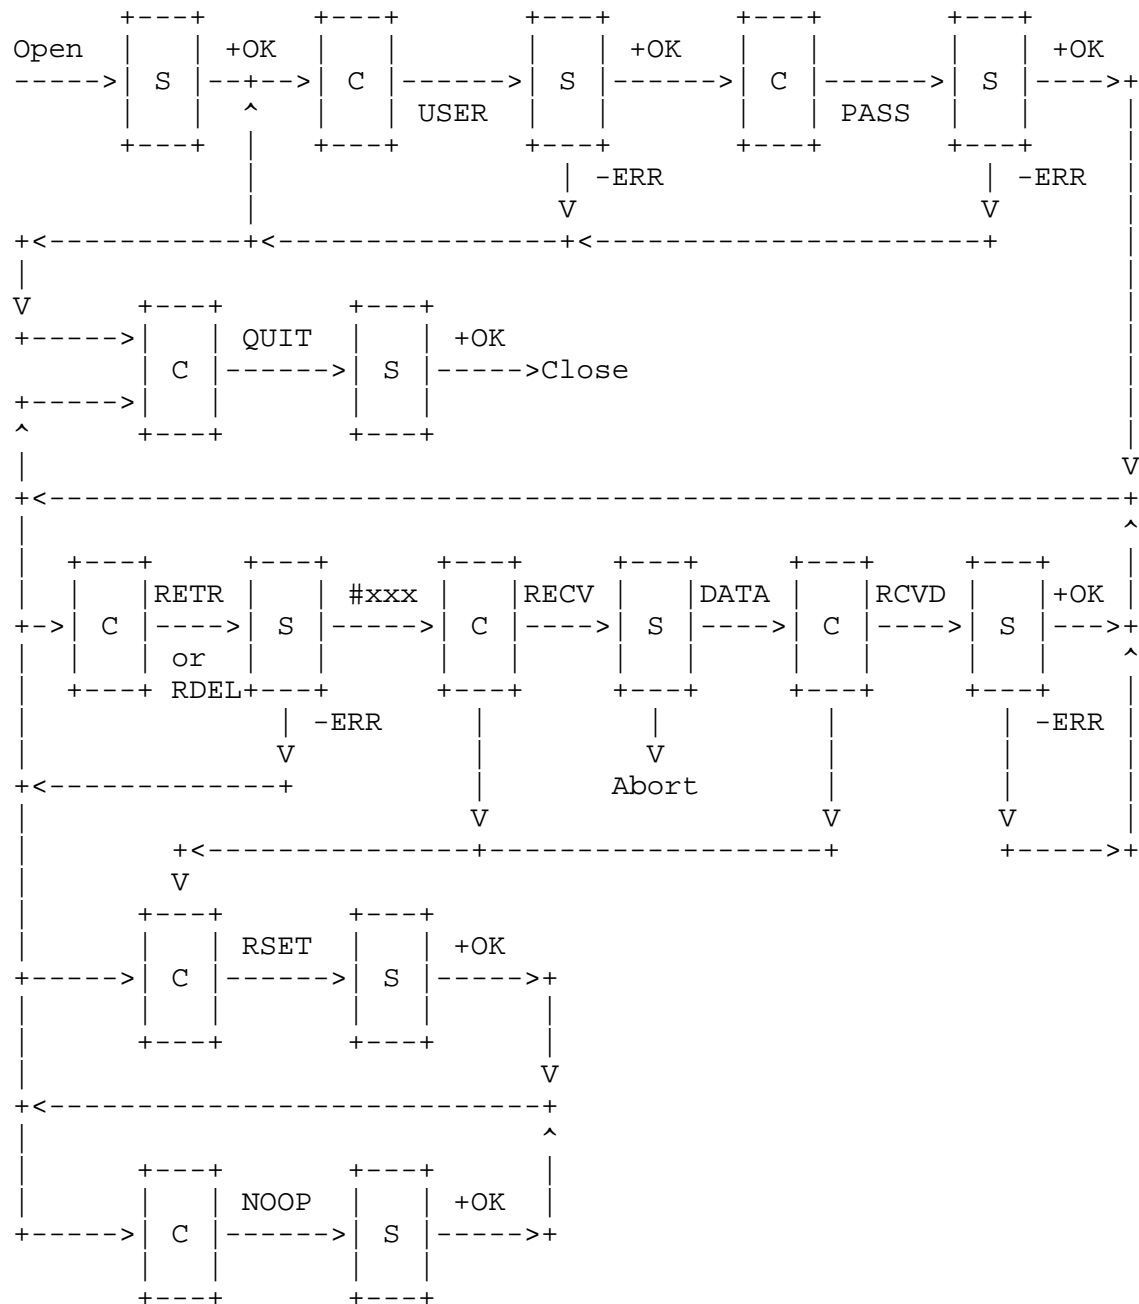 Open +OK +OK +OK
S C S C S
USER PASS
-ERR -ERR
QUIT +OK
C S Close
RETR #xxx RECV DATA RCVD +OK
C S C S C S
or
RDEL
-ERR -ERR
Abort
RSET +OK
C S
NOOP +OK
C S